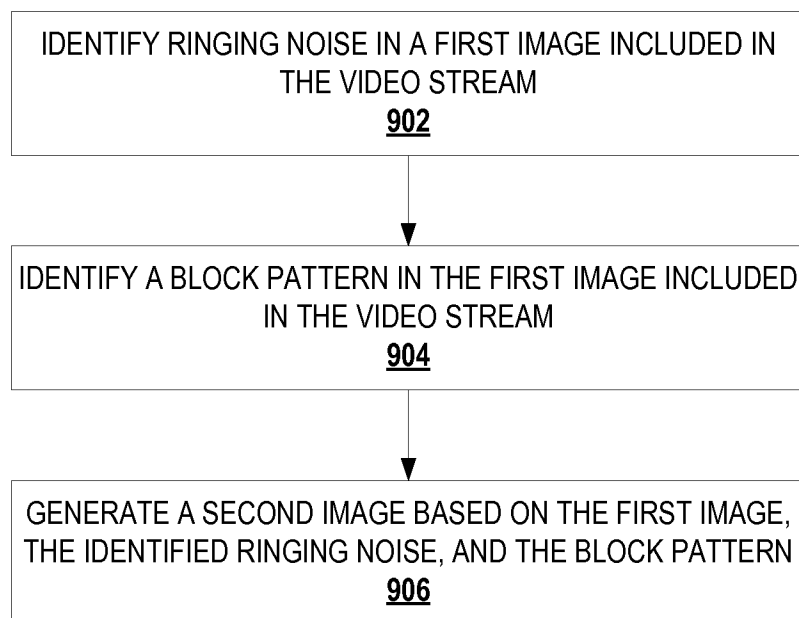 IDENTIFY RINGING NOISE IN A FIRST IMAGE INCLUDED IN
THE VIDEO STREAM
902
IDENTIFY A BLOCK PATTERN IN THE FIRST IMAGE INCLUDED
IN THE VIDEO STREAM
904
GENERATE A SECOND IMAGE BASED ON THE FIRST IMAGE,
THE IDENTIFIED RINGING NOISE, AND THE BLOCK PATTERN
906